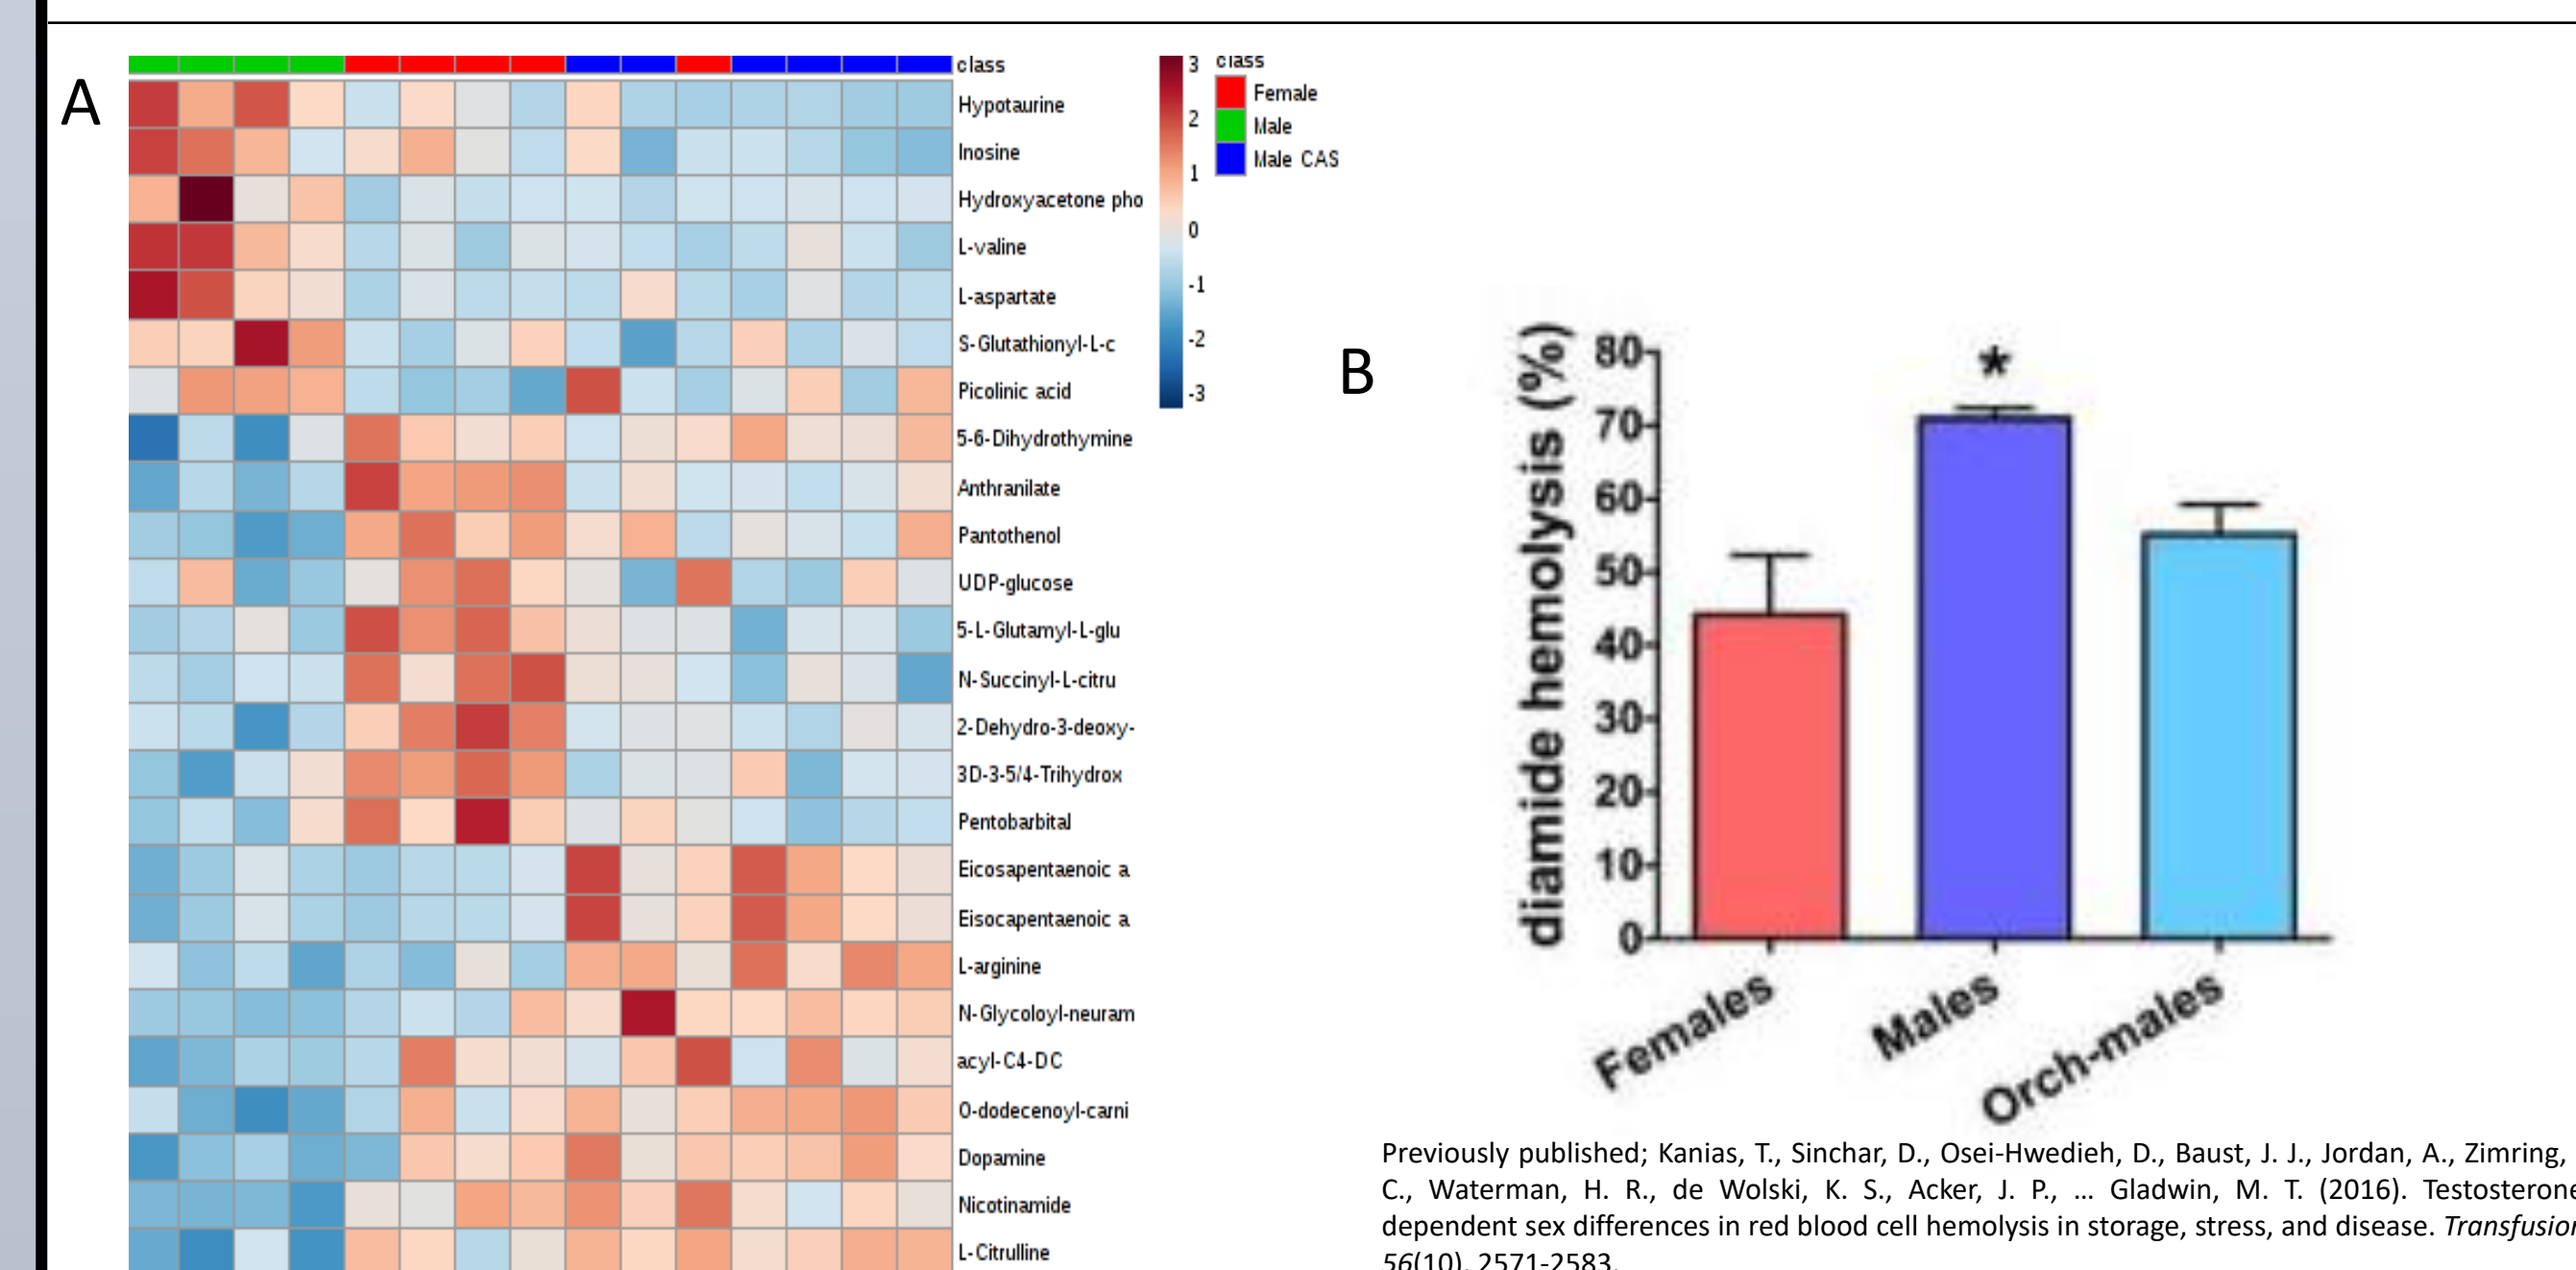 A
class
Hypotaurine
Inosine
Hydroxyacetone pho
L-valine
L-aspartate
S-Glutathionyl-L-c
Picolinic acid
5-6-Dihydrothymine
Anthranilate
Pantothenol
UDP-glucose
5-L-Glutamyl-L-glu
N-Succinyl-L-citru
2-Dehydro-3-deoxy-
3D-3-5/4-Trihydrox
Pentobarbital
Eicosapentaenoic a
Eisocapentaenoic a
L-arginine
N-Glycoloyl-neuram
acyl-C4-DC
O-dodecenoyl-carni
Dopamine
Nicotinamide
L-Citrulline
3
2
1
0
-1
-2
-3
class
Female
Male
Male CAS
B
diamide hemolysis (%)
80
70
60
50
40
30
20
10
0
*
Females
Males
Orch-males
Previously published; Kanias, T., Sinchar, D., Osei-Hwedieh, D., Baust, J. J., Jordan, A., Zimring,
C., Waterman, H. R., de Wolski, K. S., Acker, J. P., … Gladwin, M. T. (2016). Testosterone
dependent sex differences in red blood cell hemolysis in storage, stress, and disease. Transfusion
56(10), 2571-2583.